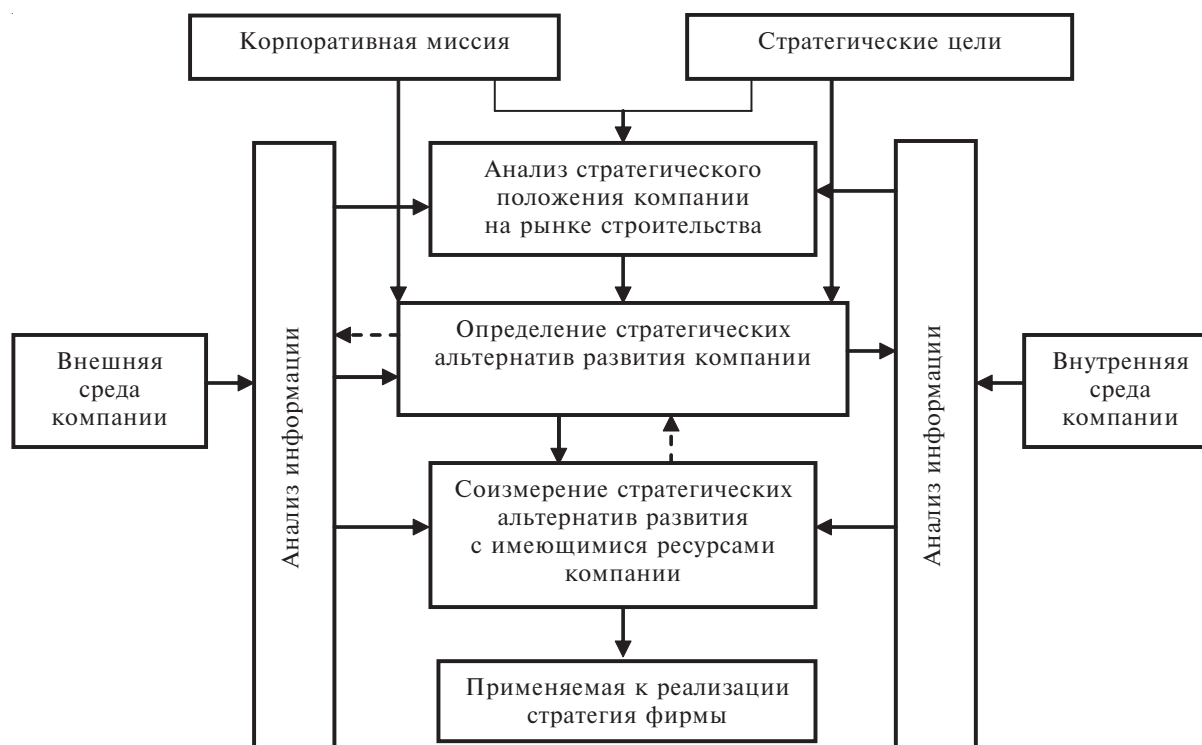 Корпоративная миссия
Стратегические цели
Анализ стратегического
положения компании
на рынке строительства
Определение стратегических
альтернатив развития компании
Внешняя
среда
компании
Анализ информации
Анализ информации
Внутренняя
среда
компании
Соизмерение стратегических
альтернатив развития
с имеющимися ресурсами
компании
Применяемая к реализации
стратегия фирмы